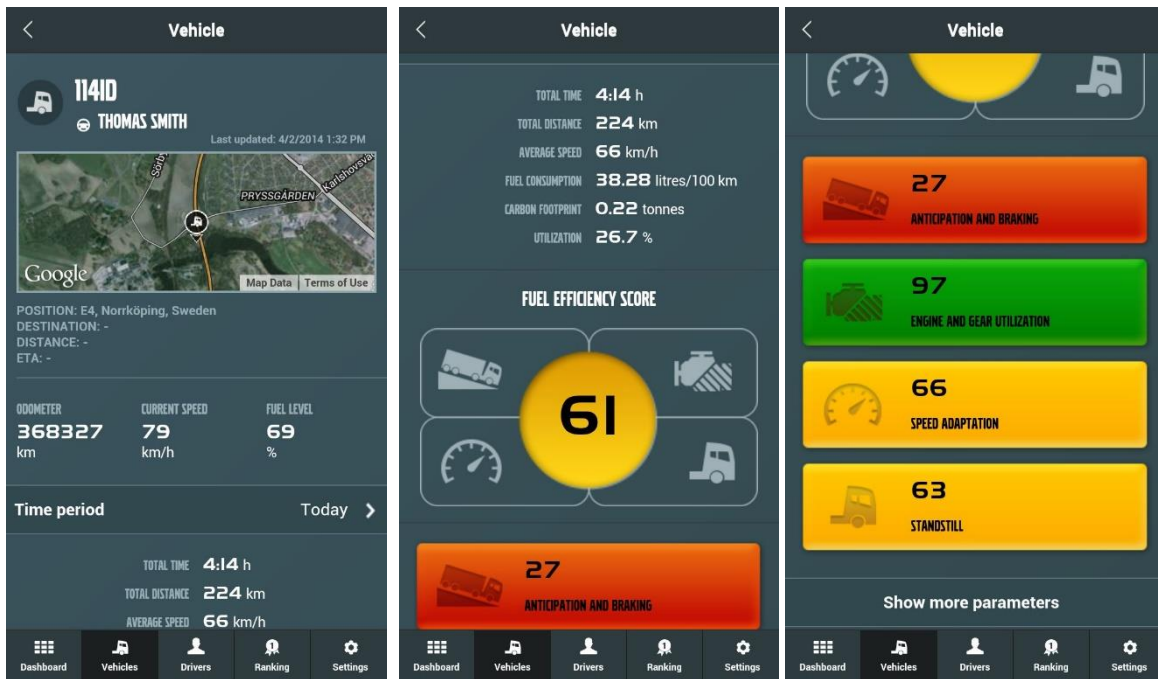 Vehicle
114ID
THOMAS SMITH
Last updated: 4/2/2014 1:32 PM
Sörby
PRYSSGÅRDEN
Karlshovsvä
Google
Map Data
Terms of Use
POSITION: E4, Norrköping, Sweden
DESTINATION: -
DISTANCE: -
ETA: -
ODOMETER CURRENT SPEED FUEL LEVEL
368327 79 69
km km/h %
Time period Today
TOTAL TIME 4:14 h
TOTAL DISTANCE 224 km
AVERAGE SPEED 66 km/h
Dashboard Vehicles Drivers Ranking Settings
Vehicle
TOTAL TIME 4:14 h
TOTAL DISTANCE 224 km
AVERAGE SPEED 66 km/h
FUEL CONSUMPTION 38.28 litres/100 km
CARBON FOOTPRINT 0.22 tonnes
UTILIZATION 26.7 %
FUEL EFFICIENCY SCORE
61
27
ANTICIPATION AND BRAKING
Dashboard Vehicles Drivers Ranking Settings
Vehicle
27
ANTICIPATION AND BRAKING
97
ENGINE AND GEAR UTILIZATION
66
SPEED ADAPTATION
63
STANDSTILL
Show more parameters
Dashboard Vehicles Drivers Ranking Settings